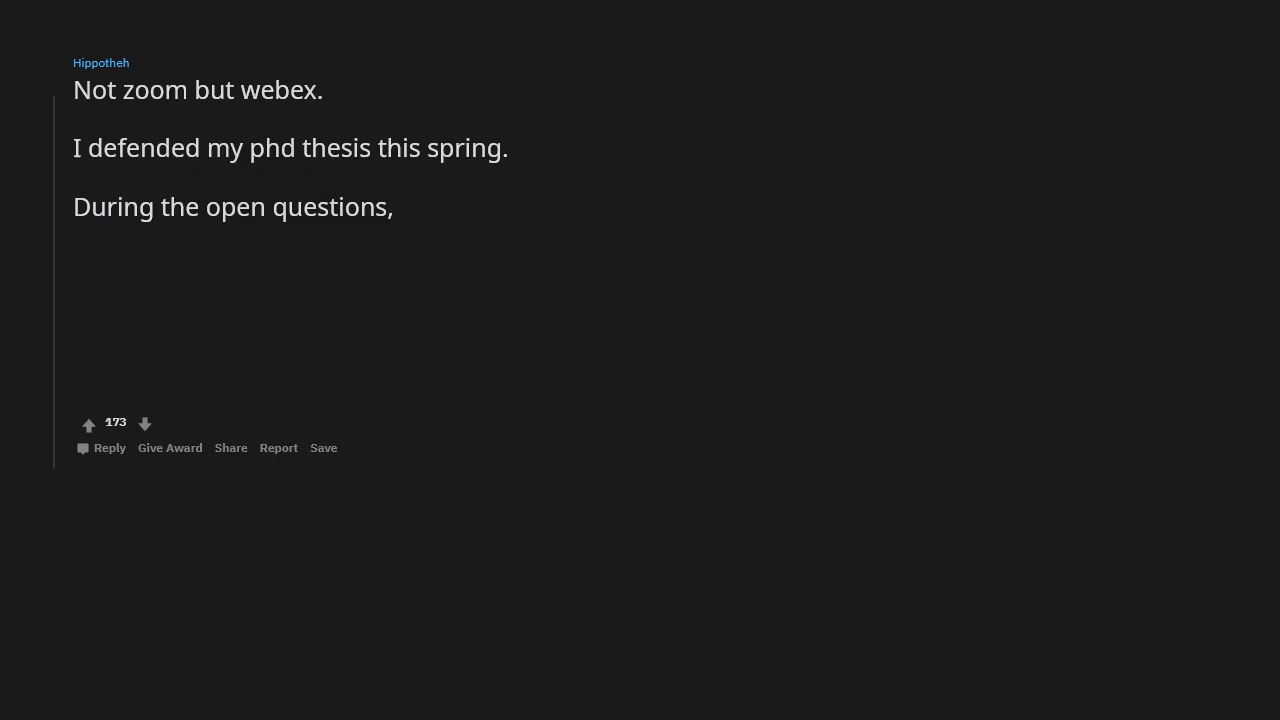 Hippotheh
Not zoom but webex.
I defended my phd thesis this spring.
During the open questions,
173
Reply Give Award Share Report Save